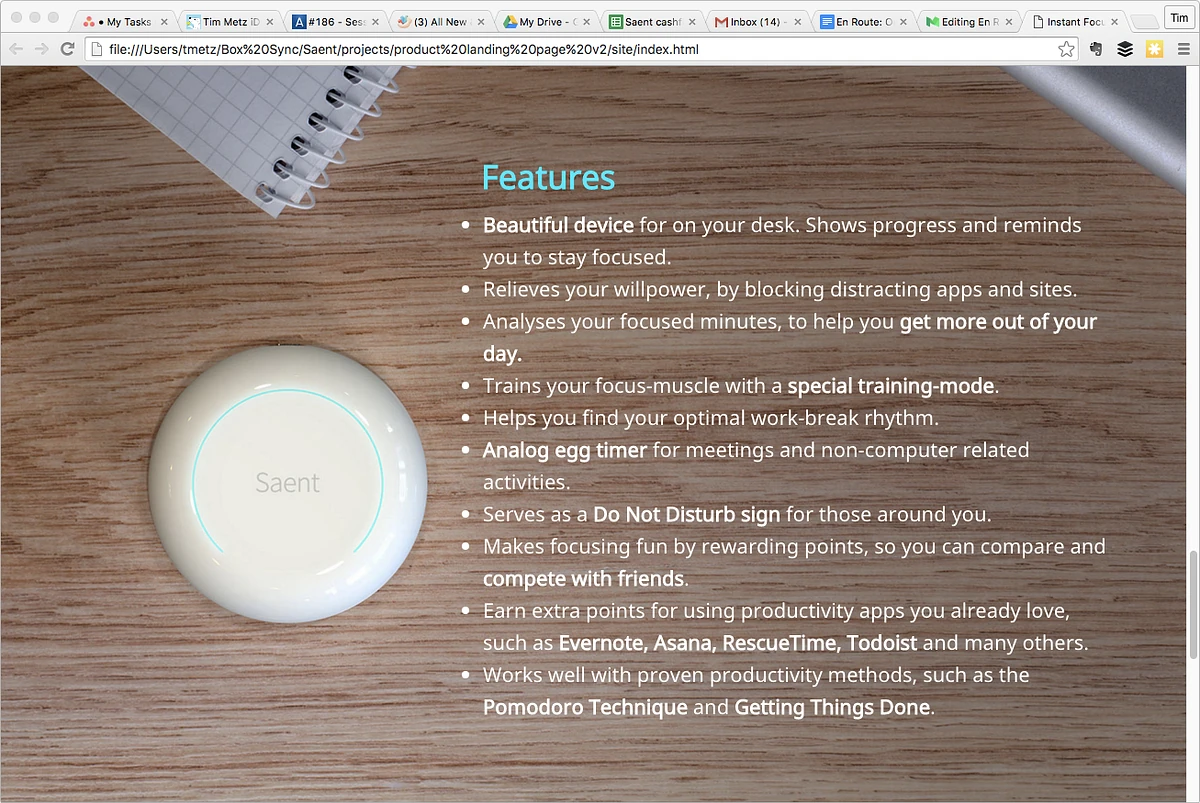 • My Tasks
Tim Metz iD
#186 - Ses
(3) All New
My Drive - G
Saent cashf
Inbox (14) -
En Route: D
Editing En R
Instant Foc
Tim
file:///Users/tmetz/Box%20Sync/Saent/projects/product%20landing%20page%20v2/site/index.html
Features
• Beautiful device for on your desk. Shows progress and reminds
you to stay focused.
• Relieves your willpower, by blocking distracting apps and sites.
• Analyses your focused minutes, to help you get more out of your
day.
• Trains your focus-muscle with a special training-mode.
• Helps you find your optimal work-break rhythm.
• Analog egg timer for meetings and non-computer related
activities.
• Serves as a Do Not Disturb sign for those around you.
• Makes focusing fun by rewarding points, so you can compare and
compete with friends.
• Earn extra points for using productivity apps you already love,
such as Evernote, Asana, RescueTime, Todoist and many others.
• Works well with proven productivity methods, such as the
Pomodoro Technique and Getting Things Done.
Saent